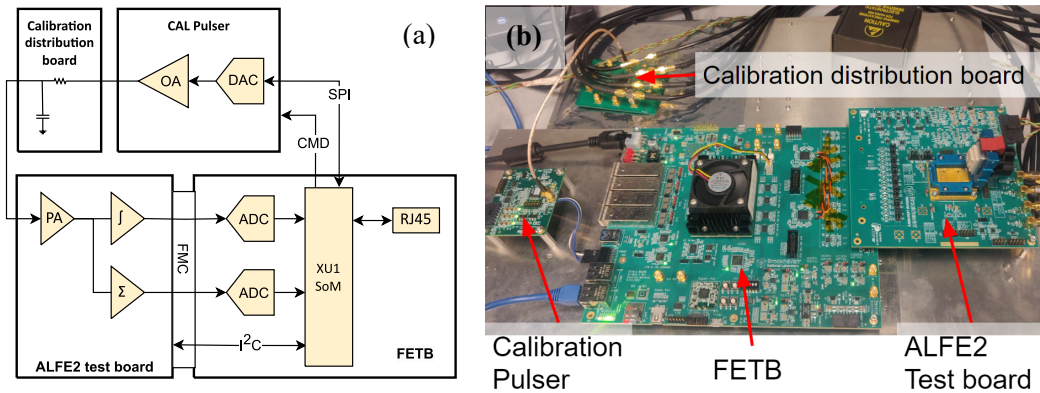 Calibration
distribution
board
CAL Pulser
(a)
OA
DAC
SPI
CMD
PA
∫
ADC
Σ
ADC
FMC
XU1
SoM
RJ45
I²C
ALFE2 test board
FETB
(b)
Calibration distribution board
Calibration
Pulser
FETB
ALFE2
Test board